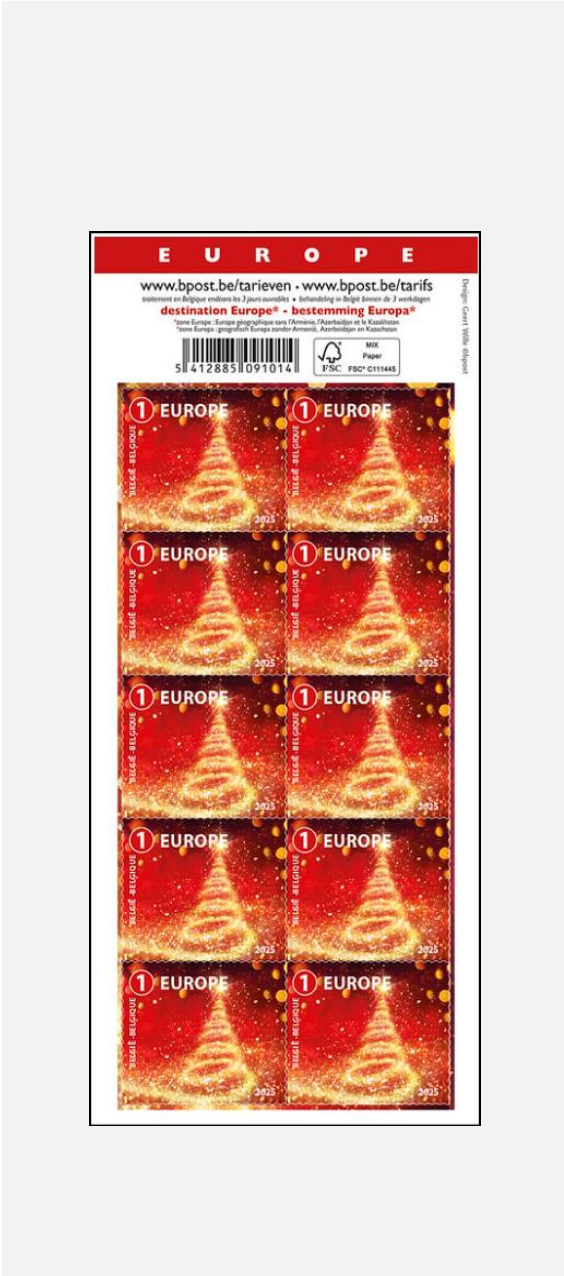 EUROPE
www.bpost.be/tarieven • www.bpost.be/tarifs
traitement en Belgique endéans les 3 jours ouvrables • behandeling in België binnen de 3 werkdagen
destination Europe* - bestemming Europa*
*zone Europe : Europe géographique sans l'Arménie, l'Azerbaïdjan et le Kazakhstan
*zone Europa : geografisch Europa zonder Armenië, Azerbeidzjan en Kazachstan
5 412885 091014
FSC®
MIX
Paper
FSC® C111445
Design: Geert Wille ©bpost
1 EUROPE
BELGIË - BELGIQUE
2025
1 EUROPE
BELGIË - BELGIQUE
2025
1 EUROPE
BELGIË - BELGIQUE
2025
1 EUROPE
BELGIË - BELGIQUE
2025
1 EUROPE
BELGIË - BELGIQUE
2025
1 EUROPE
BELGIË - BELGIQUE
2025
1 EUROPE
BELGIË - BELGIQUE
2025
1 EUROPE
BELGIË - BELGIQUE
2025
1 EUROPE
BELGIË - BELGIQUE
2025
1 EUROPE
BELGIË - BELGIQUE
2025